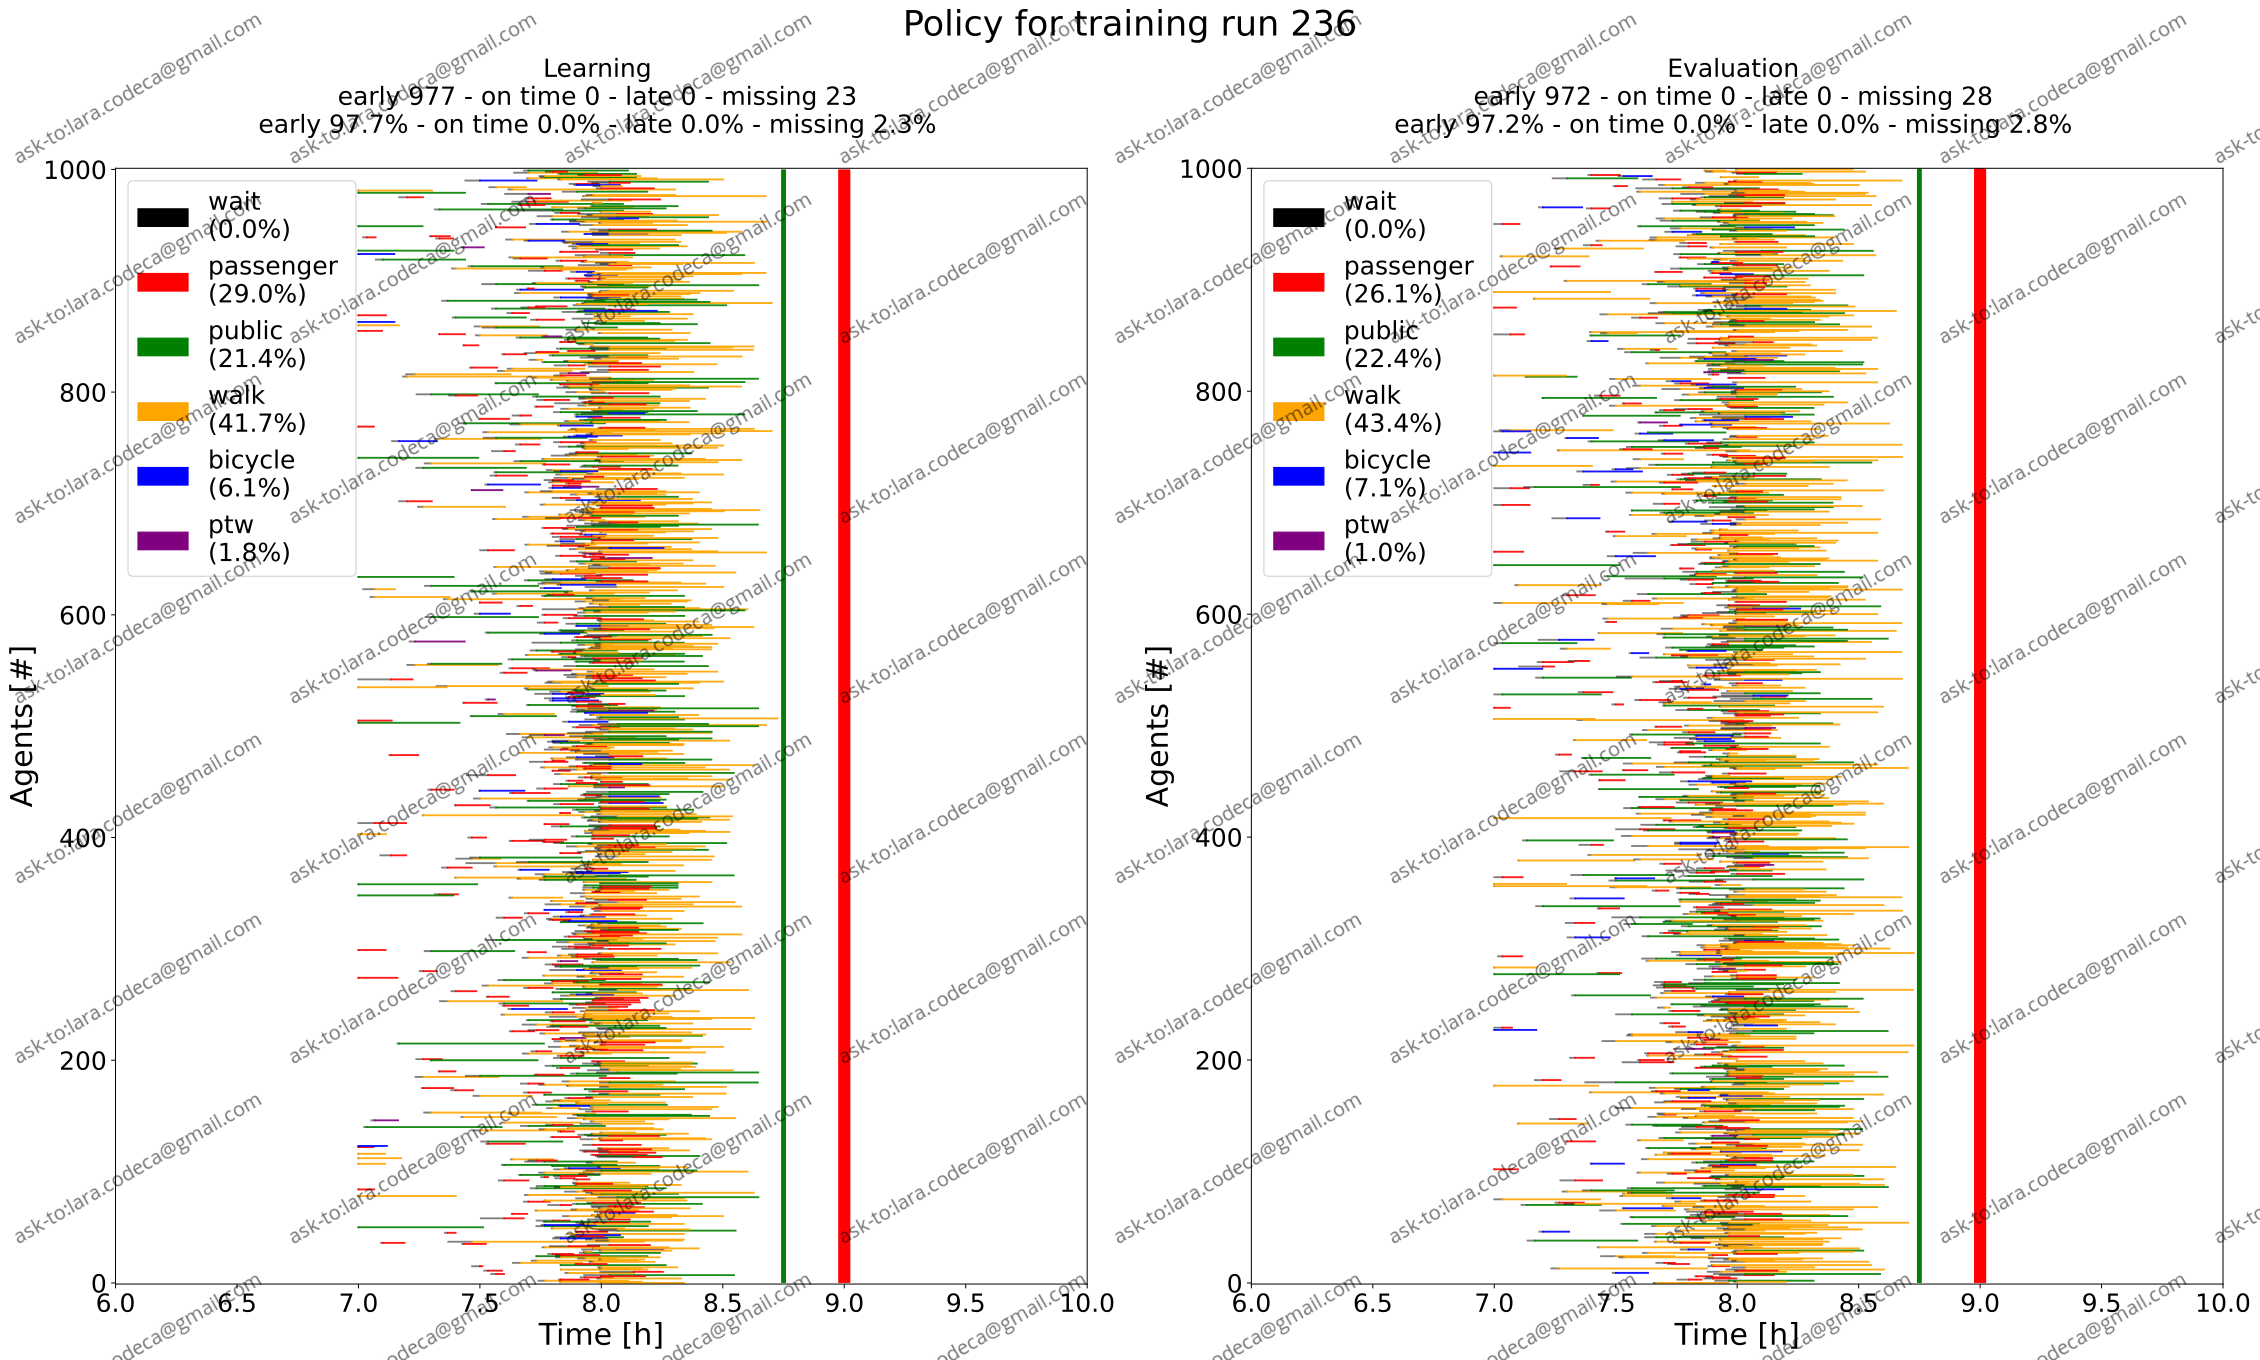 Policy for training run 236
Learning
early 977 - on time 0 - late 0 - missing 23
early 97.7% - on time 0.0% - late 0.0% - missing 2.3%
wait
(0.0%)
passenger
(29.0%)
public
(21.4%)
walk
(41.7%)
bicycle
(6.1%)
ptw
(1.8%)
Agents [#]
1000
800
600
400
200
0
6.0 6.5 7.0 7.5 8.0 8.5 9.0 9.5 10.0
Time [h]
Evaluation
early 972 - on time 0 - late 0 - missing 28
early 97.2% - on time 0.0% - late 0.0% - missing 2.8%
wait
(0.0%)
passenger
(26.1%)
public
(22.4%)
walk
(43.4%)
bicycle
(7.1%)
ptw
(1.0%)
Agents [#]
1000
800
600
400
200
0
6.0 6.5 7.0 7.5 8.0 8.5 9.0 9.5 10.0
Time [h]
ask-to:lara.codeca@gmail.com